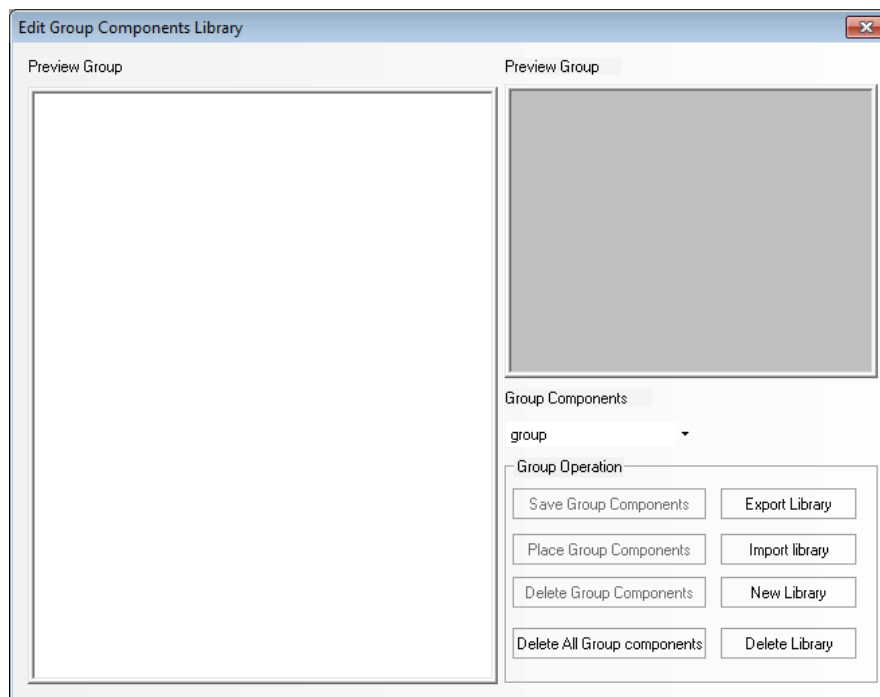 Edit Group Components Library
Preview Group
Preview Group
Group Components
group
Group Operation
Save Group Components
Export Library
Place Group Components
Import library
Delete Group Components
New Library
Delete All Group components
Delete Library